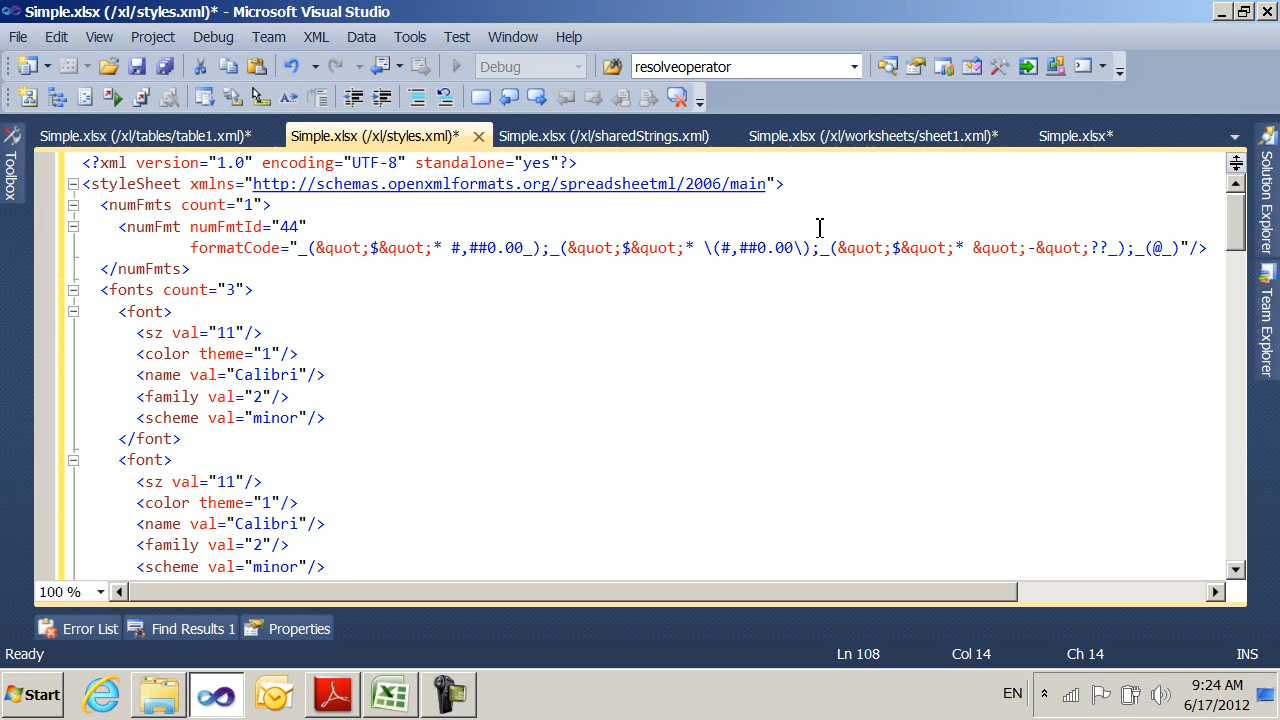 Simple.xlsx (/xl/styles.xml)* - Microsoft Visual Studio
File Edit View Project Debug Team XML Data Tools Test Window Help
Debug resolveoperator
Simple.xlsx (/xl/tables/table1.xml)* Simple.xlsx (/xl/styles.xml)* Simple.xlsx (/xl/sharedStrings.xml) Simple.xlsx (/xl/worksheets/sheet1.xml)* Simple.xlsx*
Toolbox
<?xml version="1.0" encoding="UTF-8" standalone="yes"?>
<styleSheet xmlns="http://schemas.openxmlformats.org/spreadsheetml/2006/main">
<numFmts count="1">
<numFmt numFmtId="44"
formatCode="_(&quot;$&quot;* #,##0.00_);_(&quot;$&quot;* \(#,##0.00\);_(&quot;$&quot;* &quot;-&quot;??_);_(@_)"/>
</numFmts>
<fonts count="3">
<font>
<sz val="11"/>
<color theme="1"/>
<name val="Calibri"/>
<family val="2"/>
<scheme val="minor"/>
</font>
<font>
<sz val="11"/>
<color theme="1"/>
<name val="Calibri"/>
<family val="2"/>
<scheme val="minor"/>
Solution Explorer
Team Explorer
100 %
Error List Find Results 1 Properties
Ready Ln 108 Col 14 Ch 14 INS
Start EN 9:24 AM
6/17/2012